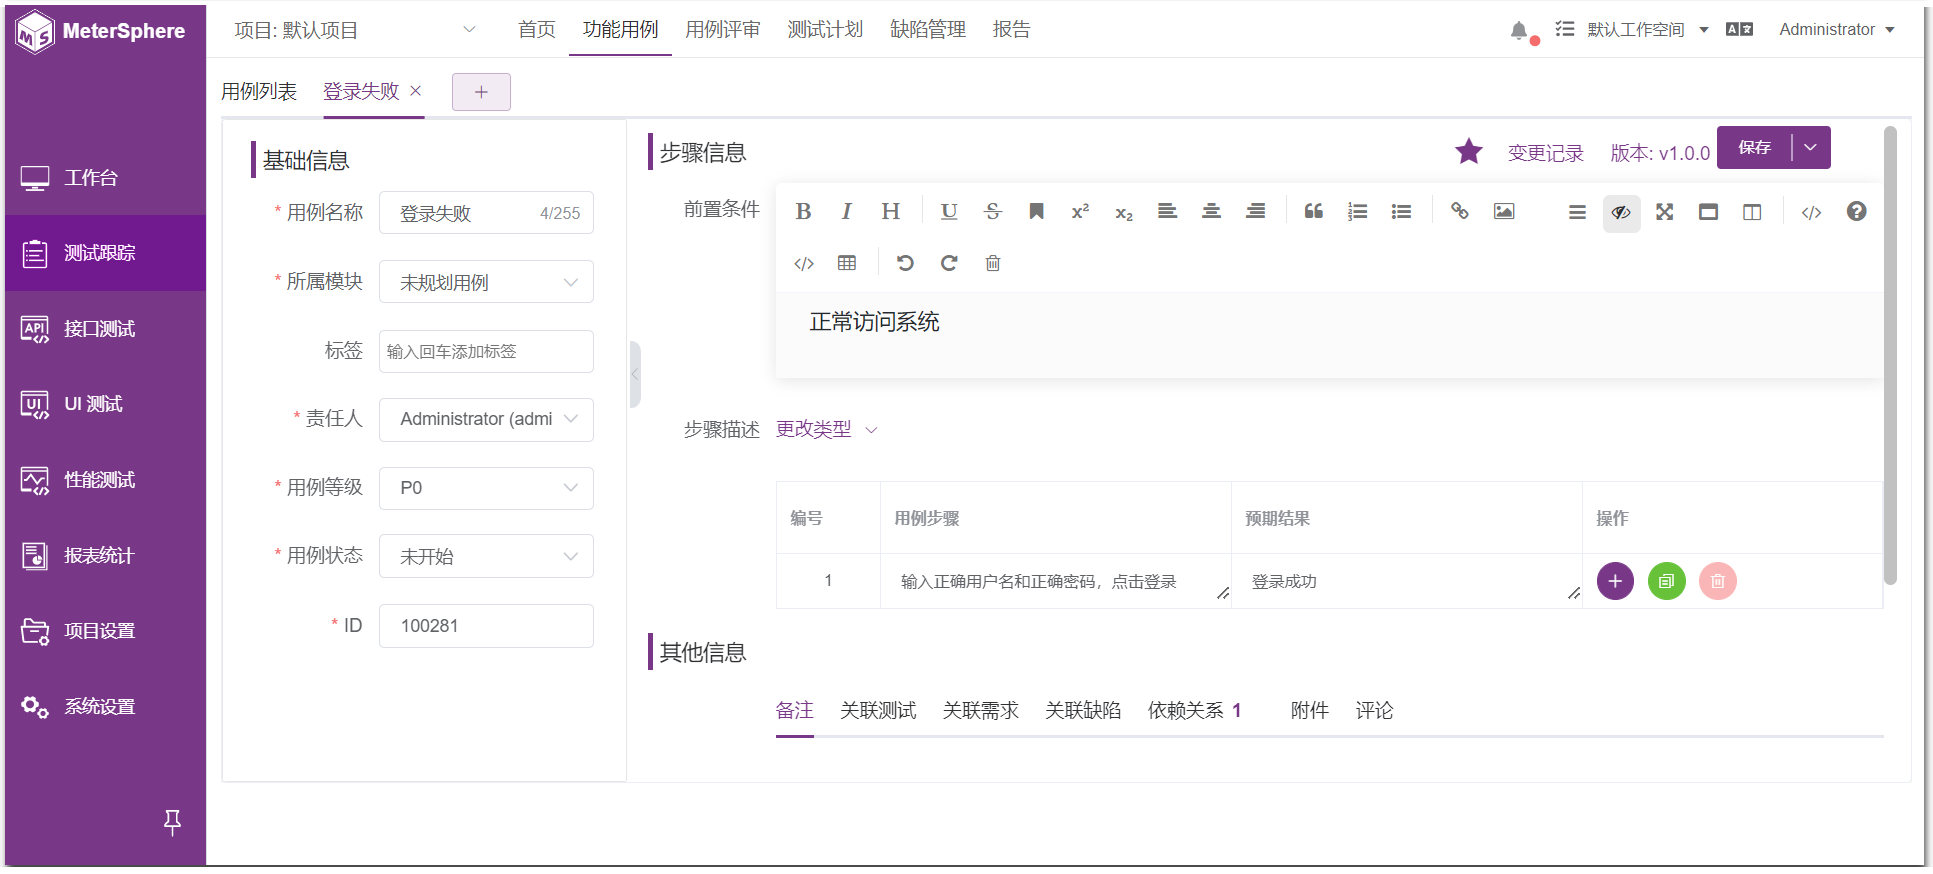 MeterSphere
项目: 默认项目
首页 功能用例 用例评审 测试计划 缺陷管理 报告
默认工作空间
Administrator
用例列表 登录失败
工作台
测试跟踪
接口测试
UI 测试
性能测试
报表统计
项目设置
系统设置
基础信息
* 用例名称 登录失败 4/255
* 所属模块 未规划用例
标签 输入回车添加标签
* 责任人 Administrator (admi
* 用例等级 P0
* 用例状态 未开始
* ID 100281
步骤信息
变更记录 版本: v1.0.0 保存
前置条件
正常访问系统
步骤描述 更改类型
编号 用例步骤 预期结果 操作
1 输入正确用户名和正确密码，点击登录 登录成功
其他信息
备注 关联测试 关联需求 关联缺陷 依赖关系 1 附件 评论